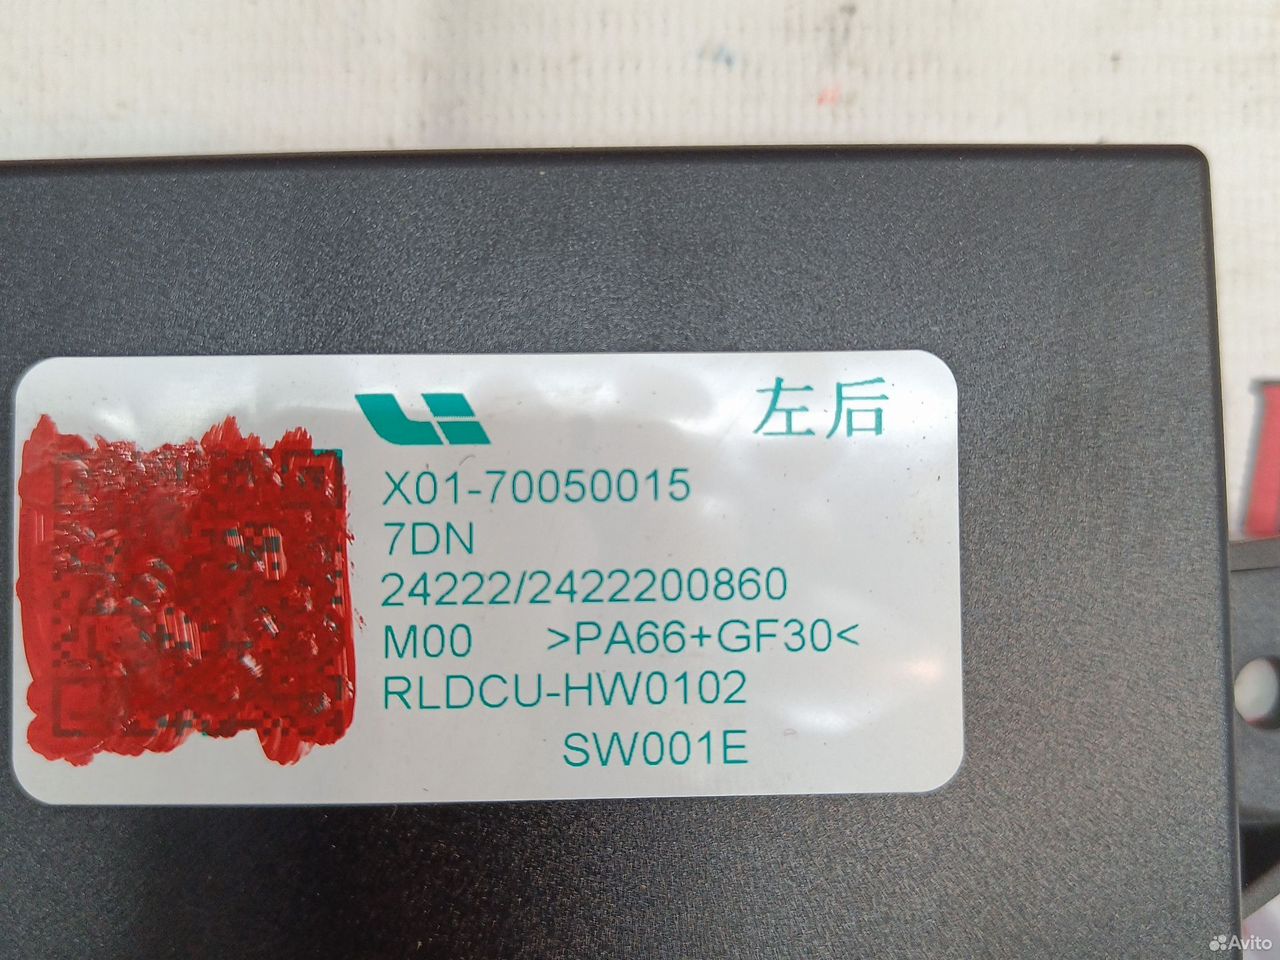 左后
X01-70050015
7DN
24222/2422200860
M00 >PA66+GF30<
RLDCU-HW0102
SW001E
Avito